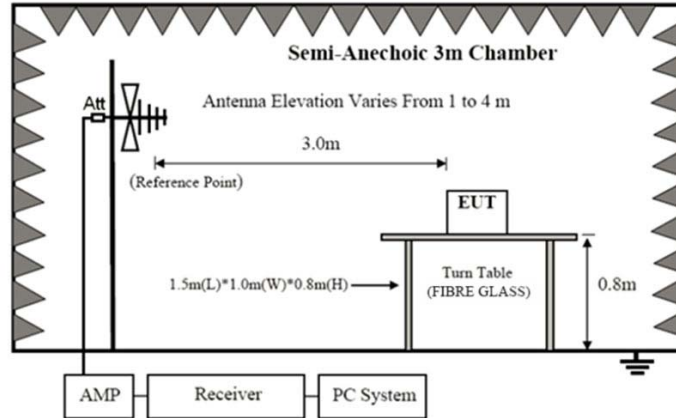 Semi-Anechoic 3m Chamber
Att
Antenna Elevation Varies From 1 to 4 m
3.0m
(Reference Point)
EUT
1.5m(L)*1.0m(W)*0.8m(H)
Turn Table
(FIBRE GLASS)
0.8m
AMP
Receiver
PC System